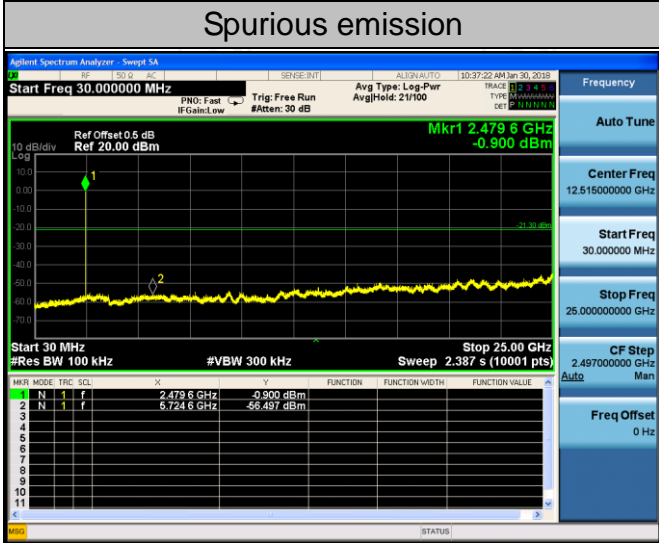 Spurious emission
Agilent Spectrum Analyzer - Swept SA
RF 50 Ω AC SENSE:INT ALIGN AUTO 10:37:22 AM Jan 30, 2018
Start Freq 30.000000 MHz
PNO: Fast
IFGain:Low
Trig: Free Run
#Atten: 30 dB
Avg Type: Log-Pwr
Avg|Hold: 21/100
TRACE 1 2 3 4 5 6
TYPE M
DET P N N N N N
Ref Offset 0.5 dB
Ref 20.00 dBm
10 dB/div
Log
Mkr1 2.479 6 GHz
-0.900 dBm
10.0
0.00
-10.0
-20.0
-30.0
-40.0
-50.0
-60.0
-70.0
1
2
-21.30 dBm
Start 30 MHz
Stop 25.00 GHz
#Res BW 100 kHz #VBW 300 kHz Sweep 2.387 s (10001 pts)
MKR MODE TRC SCL X Y FUNCTION FUNCTION WIDTH FUNCTION VALUE
1 N 1 f 2.479 6 GHz -0.900 dBm
2 N 1 f 5.724 6 GHz -56.497 dBm
3
4
5
6
7
8
9
10
11
MSG STATUS
Frequency
Auto Tune
Center Freq
12.515000000 GHz
Start Freq
30.000000 MHz
Stop Freq
25.000000000 GHz
CF Step
2.497000000 GHz
Auto Man
Freq Offset
0 Hz